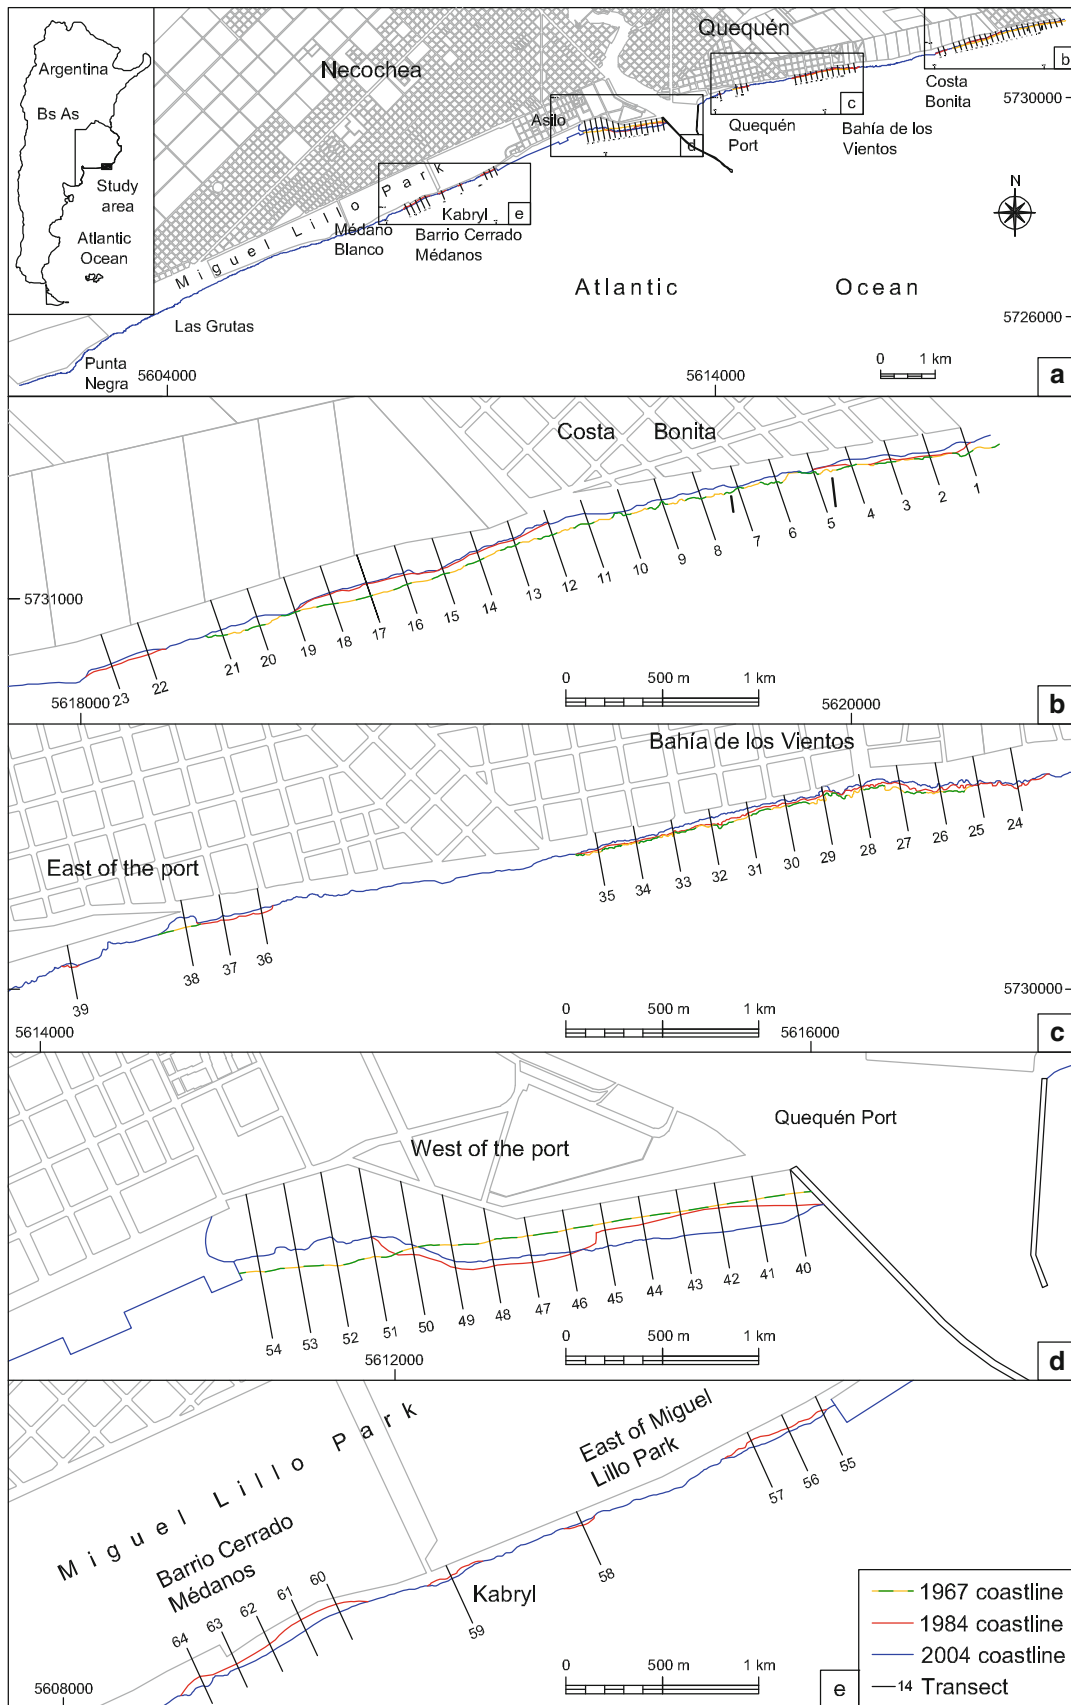 Argentina
Bs As
Study
area
Atlantic
Ocean
Necochea
Quequén
Asilo
b
Costa
Bonita
5730000
c
Quequén
Port
Bahía de los
Vientos
d
Miguel Lillo Park
Kabryl
e
Médano
Blanco
Barrio Cerrado
Médanos
N
Atlantic Ocean
Las Grutas
5726000
Punta
Negra
5604000
5614000
0 1 km
a
Costa Bonita
1
2
3
4
5
6
7
8
9
10
11
12
13
14
15
16
17
18
19
20
21
22
23
5731000
5618000
5620000
0 500 m 1 km
b
Bahía de los Vientos
East of the port
24
25
26
27
28
29
30
31
32
33
34
35
36
37
38
39
5730000
5614000
5616000
0 500 m 1 km
c
Quequén Port
West of the port
40
41
42
43
44
45
46
47
48
49
50
51
52
53
54
5612000
0 500 m 1 km
d
Miguel Lillo Park
East of Miguel
Lillo Park
Barrio Cerrado
Médanos
Kabryl
55
56
57
58
59
60
61
62
63
64
5608000
0 500 m 1 km
e
1967 coastline
1984 coastline
2004 coastline
14 Transect